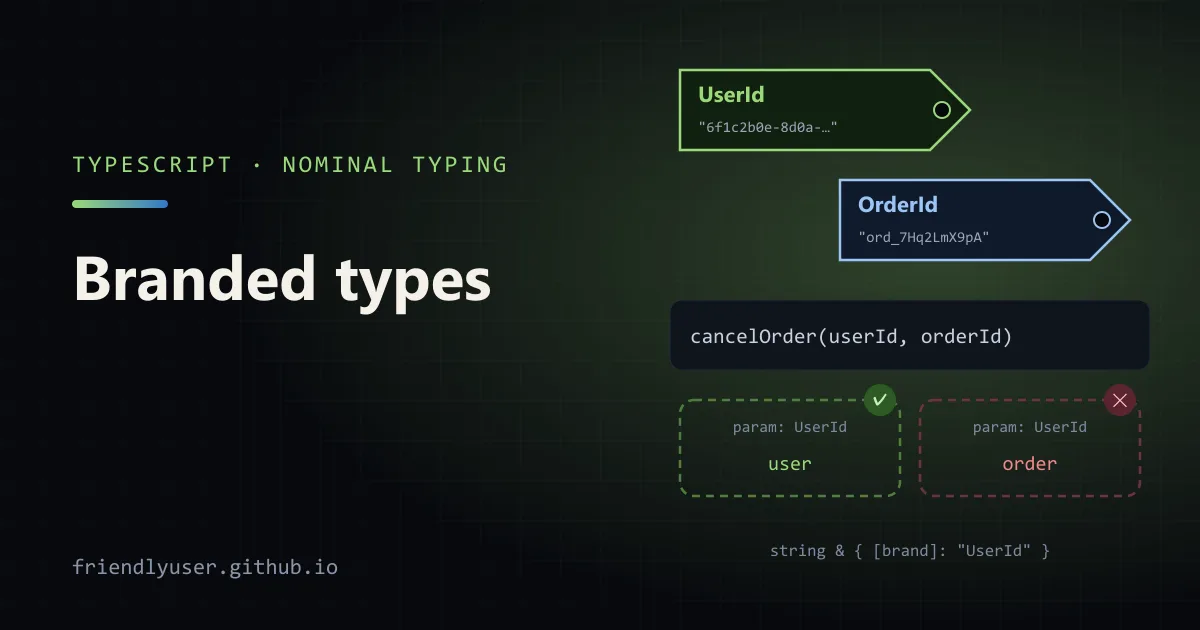 TYPESCRIPT · NOMINAL TYPING
Branded types
friendlyuser.github.io
UserId
"6f1c2b0e-8d0a-…"
OrderId
"ord_7Hq2LmX9pA"
cancelOrder(userId, orderId)
param: UserId
user
param: UserId
order
string & { [brand]: "UserId" }